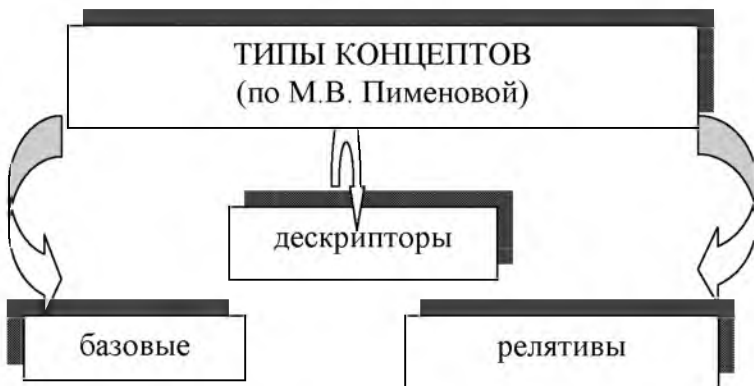 ТИПЫ КОНЦЕПТОВ
(по М.В. Пименовой)
дескрипторы
базовые
релятивы